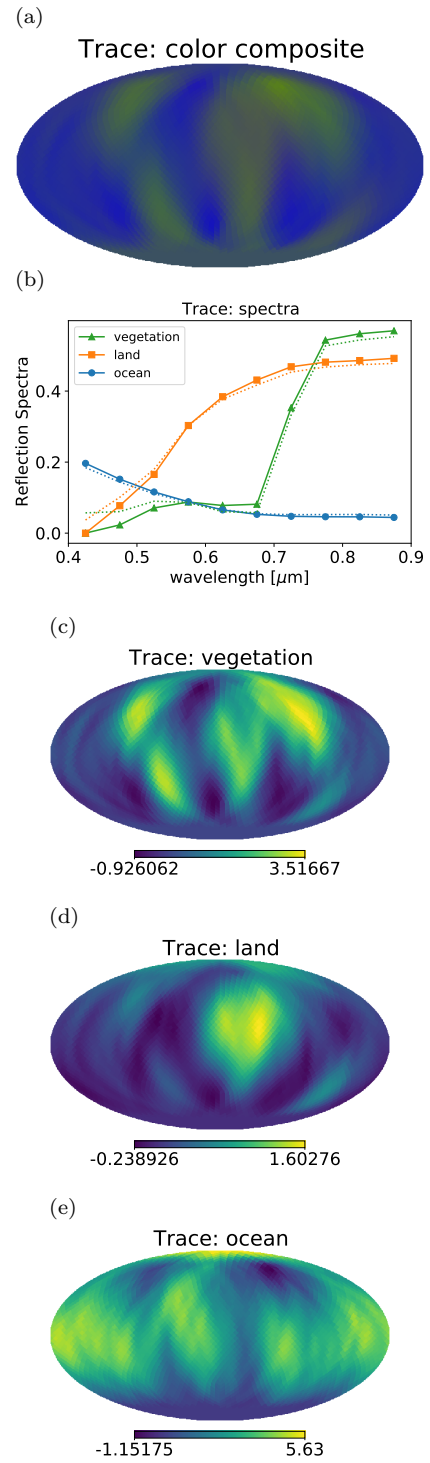 (a)
Trace: color composite
(b)
Trace: spectra
vegetation
land
ocean
Reflection Spectra
0.4
0.2
0.0
0.4 0.5 0.6 0.7 0.8 0.9
wavelength [μm]
(c)
Trace: vegetation
-0.926062 3.51667
(d)
Trace: land
-0.238926 1.60276
(e)
Trace: ocean
-1.15175 5.63